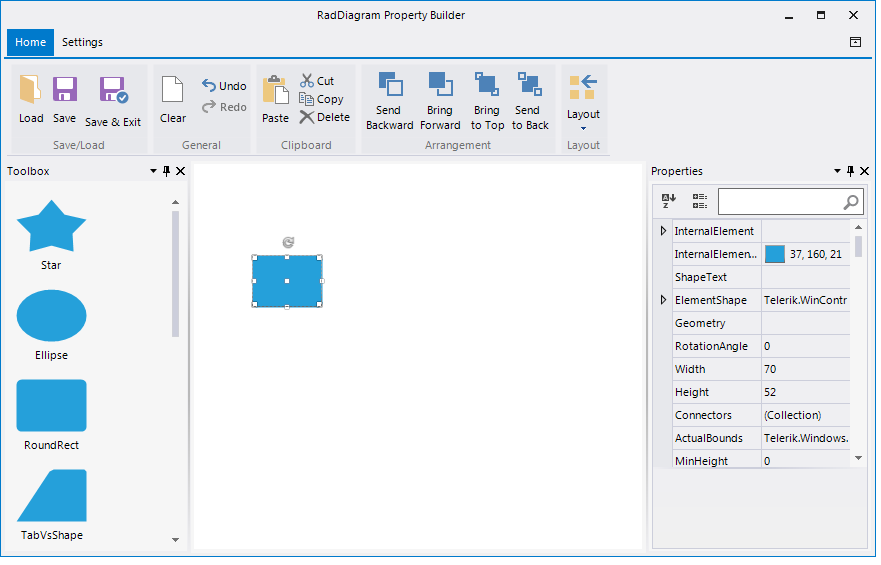 RadDiagram Property Builder
Home Settings
Load Save Save & Exit
Save/Load
Clear Undo
Redo
General
Paste Cut
Copy
Delete
Clipboard
Send Backward
Bring Forward
Bring to Top
Send to Back
Arrangement
Layout
Layout
Toolbox
Star
Ellipse
RoundRect
TabVsShape
Properties
A
Z
InternalElement
InternalElemen... 37, 160, 21
ShapeText
ElementShape Telerik.WinContr
Geometry
RotationAngle 0
Width 70
Height 52
Connectors (Collection)
ActualBounds Telerik.Windows.
MinHeight 0